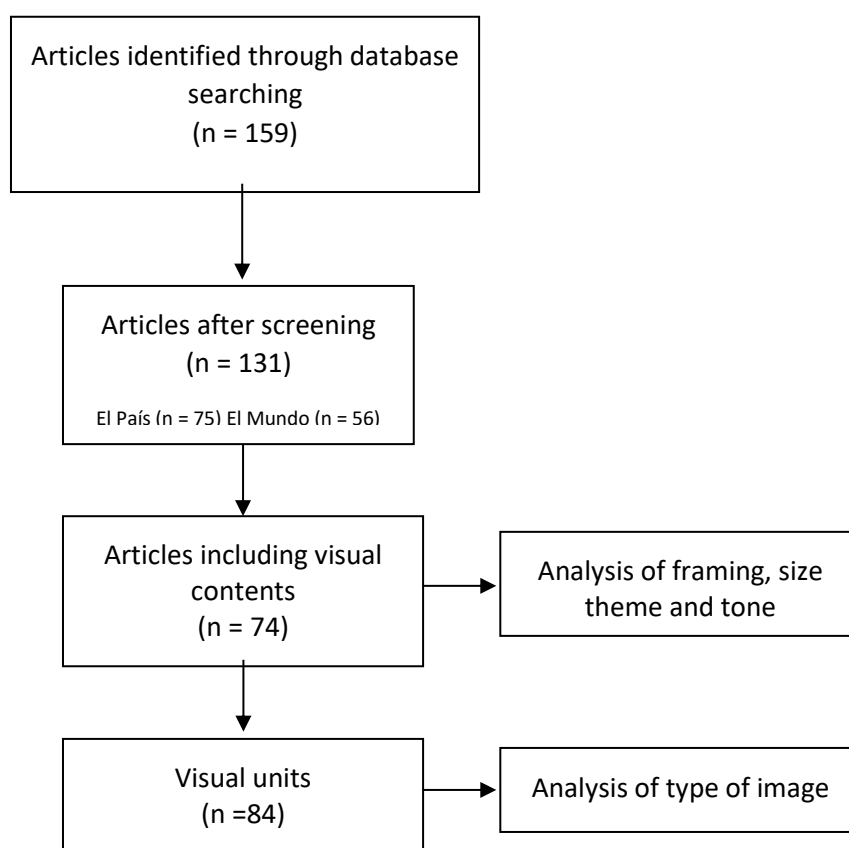 Articles identified through database
searching
(n = 159)
Articles after screening
(n = 131)
El País (n = 75) El Mundo (n = 56)
Articles including visual
contents
(n = 74)
Analysis of framing, size
theme and tone
Visual units
(n =84)
Analysis of type of image